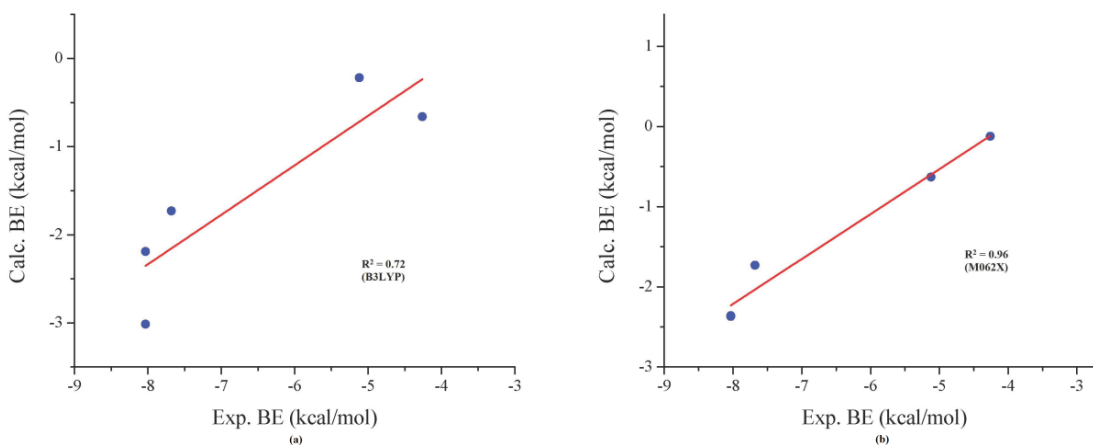 0
-1
-2
-3
Calc. BE (kcal/mol)
R² = 0.72
(B3LYP)
-9 -8 -7 -6 -5 -4 -3
Exp. BE (kcal/mol)
(a)
1
0
-1
-2
-3
Calc. BE (kcal/mol)
R² = 0.96
(M062X)
-9 -8 -7 -6 -5 -4 -3
Exp. BE (kcal/mol)
(b)